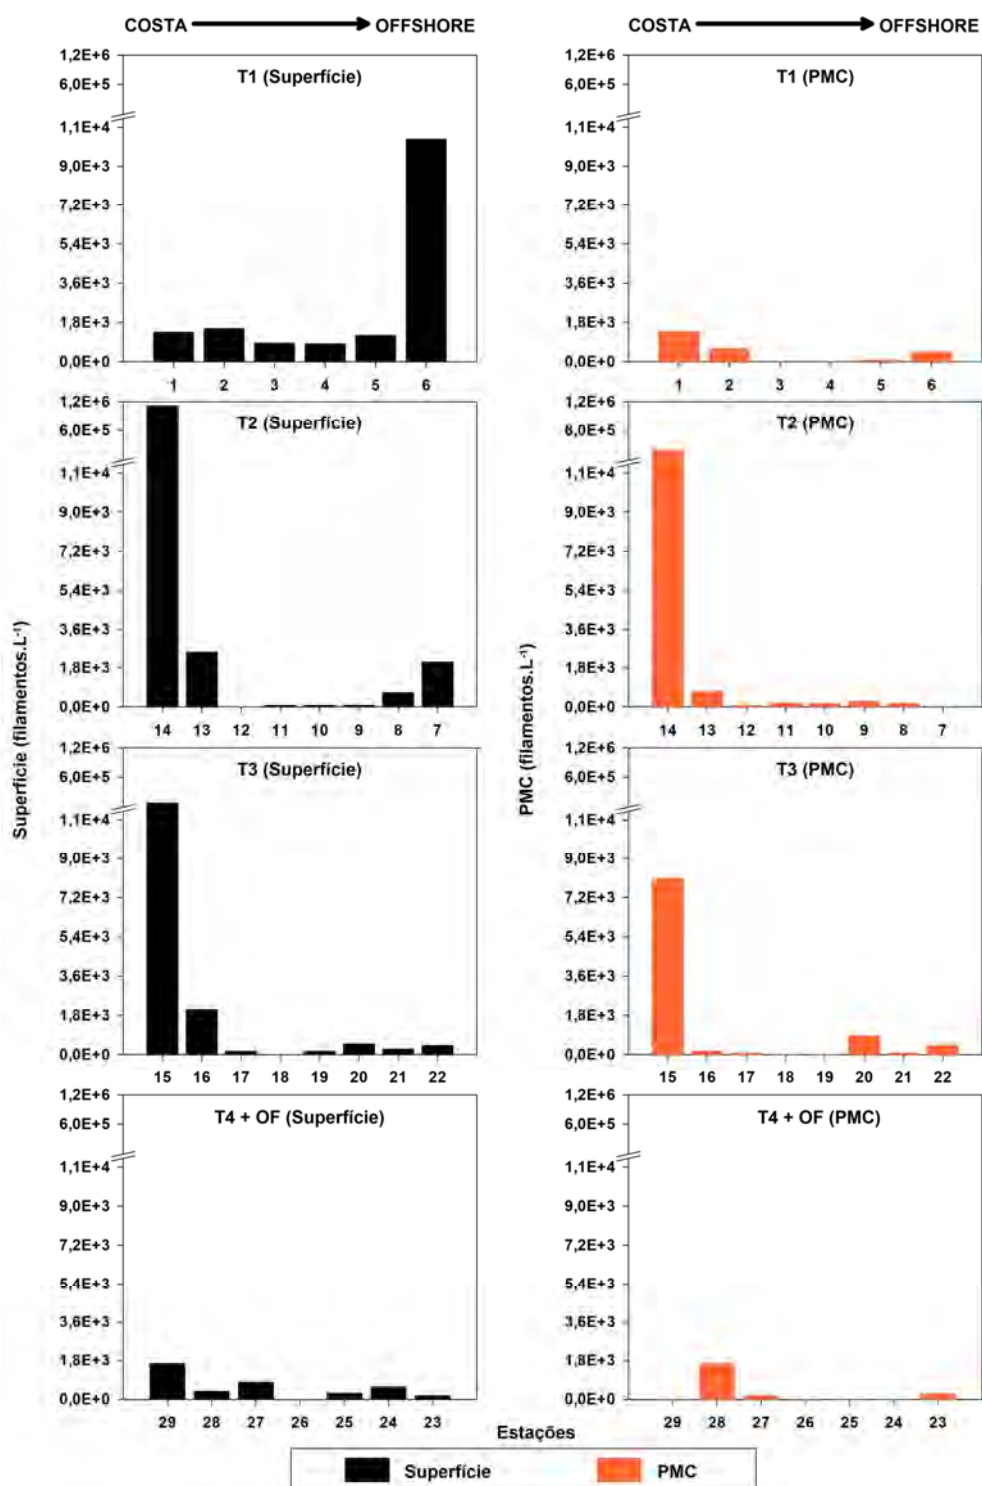 COSTA OFFSHORE COSTA OFFSHORE
T1 (Superfície)
1,2E+6
6,0E+5
1,1E+4
9,0E+3
7,2E+3
5,4E+3
3,6E+3
1,8E+3
0,0E+0
1 2 3 4 5 6
T1 (PMC)
1,2E+6
6,0E+5
1,1E+4
9,0E+3
7,2E+3
5,4E+3
3,6E+3
1,8E+3
0,0E+0
1 2 3 4 5 6
T2 (Superfície)
1,2E+6
6,0E+5
1,1E+4
9,0E+3
7,2E+3
5,4E+3
3,6E+3
1,8E+3
0,0E+0
14 13 12 11 10 9 8 7
T2 (PMC)
1,2E+6
6,0E+5
1,1E+4
9,0E+3
7,2E+3
5,4E+3
3,6E+3
1,8E+3
0,0E+0
14 13 12 11 10 9 8 7
Superfície (filamentos.L⁻¹)
PMC (filamentos.L⁻¹)
T3 (Superfície)
1,2E+6
6,0E+5
1,1E+4
9,0E+3
7,2E+3
5,4E+3
3,6E+3
1,8E+3
0,0E+0
15 16 17 18 19 20 21 22
T3 (PMC)
1,2E+6
6,0E+5
1,1E+4
9,0E+3
7,2E+3
5,4E+3
3,6E+3
1,8E+3
0,0E+0
15 16 17 18 19 20 21 22
T4 + OF (Superfície)
1,2E+6
6,0E+5
1,1E+4
9,0E+3
7,2E+3
5,4E+3
3,6E+3
1,8E+3
0,0E+0
29 28 27 26 25 24 23
T4 + OF (PMC)
1,2E+6
6,0E+5
1,1E+4
9,0E+3
7,2E+3
5,4E+3
3,6E+3
1,8E+3
0,0E+0
29 28 27 26 25 24 23
Estações
Superfície PMC